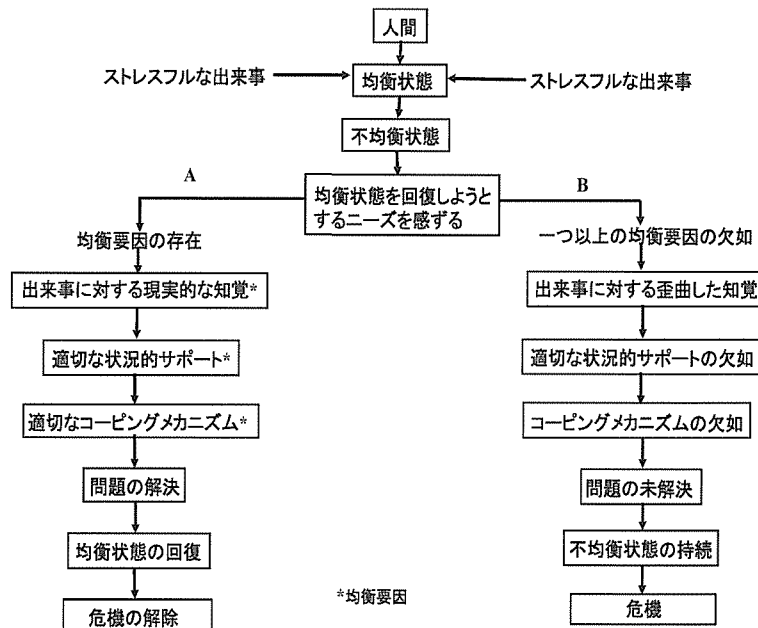 人間
ストレスフルな出来事
均衡状態
ストレスフルな出来事
不均衡状態
A
均衡状態を回復しようと
するニーズを感ずる
B
均衡要因の存在
一つ以上の均衡要因の欠如
出来事に対する現実的な知覚*
出来事に対する歪曲した知覚
適切な状況的サポート*
適切な状況的サポートの欠如
適切なコーピングメカニズム*
コーピングメカニズムの欠如
問題の解決
問題の未解決
均衡状態の回復
不均衡状態の持続
*均衡要因
危機の解除
危機